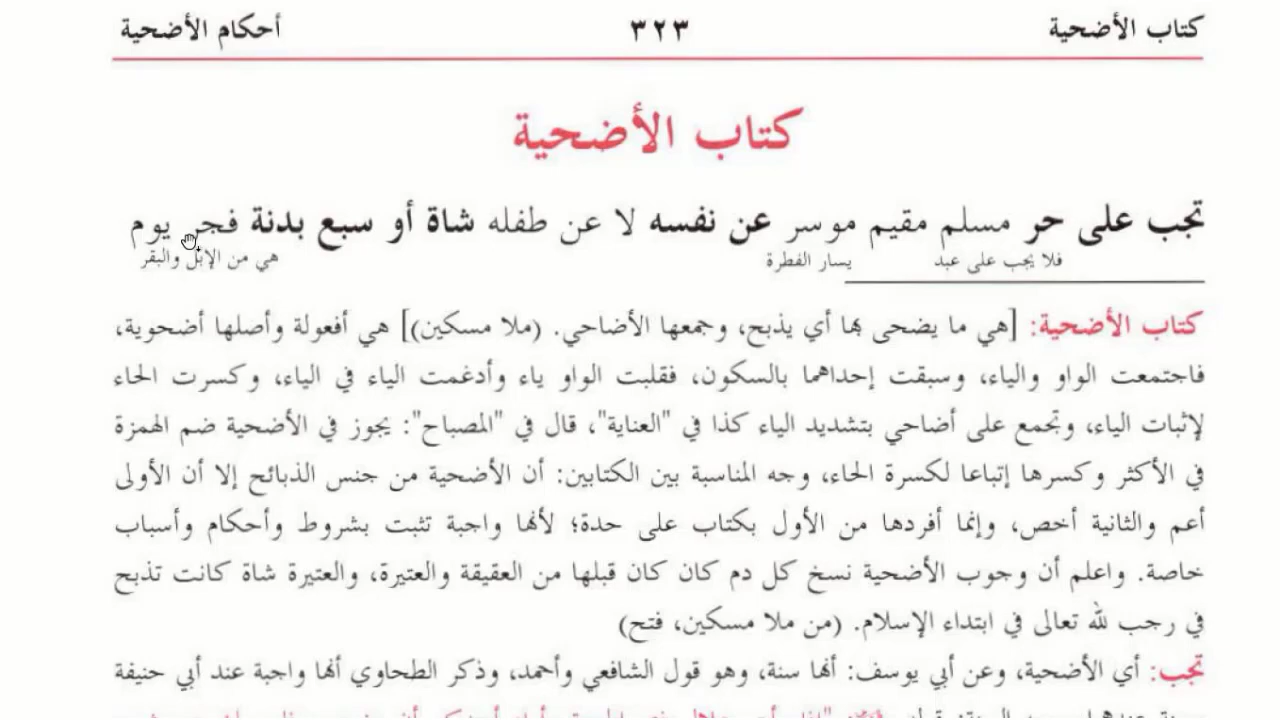 كتاب الأضحية ٣٢٣ أحكام الأضحية
كتاب الأضحية
تجب على حر مسلم مقيم موسر عن نفسه لا عن طفله شاة أو سبع بدنة فجر يوم
فلا يجب على عبد يسار الفطرة هي من الإبل والبقر
كتاب الأضحية: [هي ما يضحى بها أي يذبح، وجمعها الأضاحي. (ملا مسكين)] هي أفعولة وأصلها أضحوية،
فاجتمعت الواو والياء، وسبقت إحداهما بالسكون، فقلبت الواو ياء وأدغمت الياء في الياء، وكسرت الحاء
لإثبات الياء، وتجمع على أضاحي بتشديد الياء كذا في "العناية"، قال في "المصباح": يجوز في الأضحية ضم الهمزة
في الأكثر وكسرها إتباعا لكسرة الحاء، وجه المناسبة بين الكتابين: أن الأضحية من جنس الذبائح إلا أن الأولى
أعم والثانية أخص، وإنما أفردها من الأول بكتاب على حدة؛ لأنها واجبة تثبت بشروط وأحكام وأسباب
خاصة. واعلم أن وجوب الأضحية نسخ كل دم كان كان قبلها من العقيقة والعتيرة، والعتيرة شاة كانت تذبح
في رجب لله تعالى في ابتداء الإسلام. (من ملا مسكين، فتح)
تجب: أي الأضحية، وعن أبي يوسف: أنها سنة، وهو قول الشافعي وأحمد، وذكر الطحاوي أنها واجبة عند أبي حنيفة